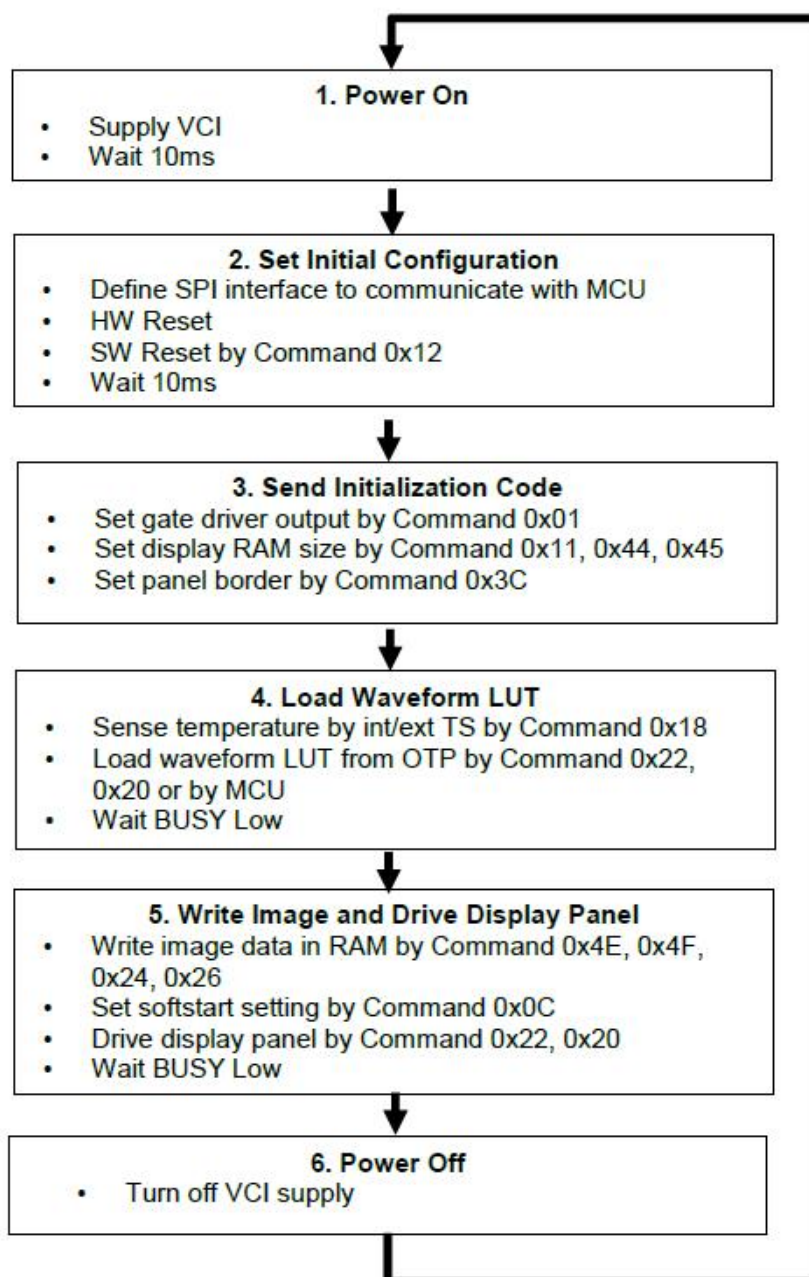 1. Power On
• Supply VCI
• Wait 10ms
2. Set Initial Configuration
• Define SPI interface to communicate with MCU
• HW Reset
• SW Reset by Command 0x12
• Wait 10ms
3. Send Initialization Code
• Set gate driver output by Command 0x01
• Set display RAM size by Command 0x11, 0x44, 0x45
• Set panel border by Command 0x3C
4. Load Waveform LUT
• Sense temperature by int/ext TS by Command 0x18
• Load waveform LUT from OTP by Command 0x22,
0x20 or by MCU
• Wait BUSY Low
5. Write Image and Drive Display Panel
• Write image data in RAM by Command 0x4E, 0x4F,
0x24, 0x26
• Set softstart setting by Command 0x0C
• Drive display panel by Command 0x22, 0x20
• Wait BUSY Low
6. Power Off
• Turn off VCI supply